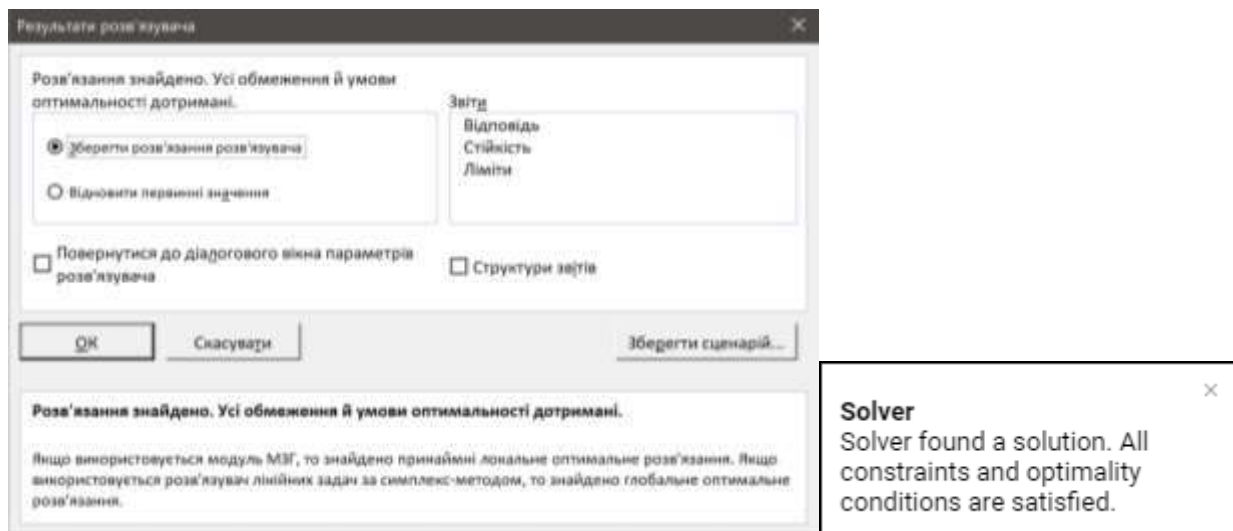 Результати розв'язувача
Розв'язання знайдено. Усі обмеження й умови
оптимальності дотримані.
Зберегти розв'язання розв'язувача
Відновити первинні значення
Звіти
Відповідь
Стійкість
Ліміти
Повернутися до діалогового вікна параметрів
розв'язувача
Структури звітів
ОК
Скасувати
Зберегти сценарій...
Розв'язання знайдено. Усі обмеження й умови оптимальності дотримані.
Якщо використовується модуль МЗГ, то знайдено принаймні локальне оптимальне розв'язання. Якщо
використовується розв'язувач лінійних задач за симплекс-методом, то знайдено глобальне оптимальне
розв'язання.
Solver
Solver found a solution. All
constraints and optimality
conditions are satisfied.